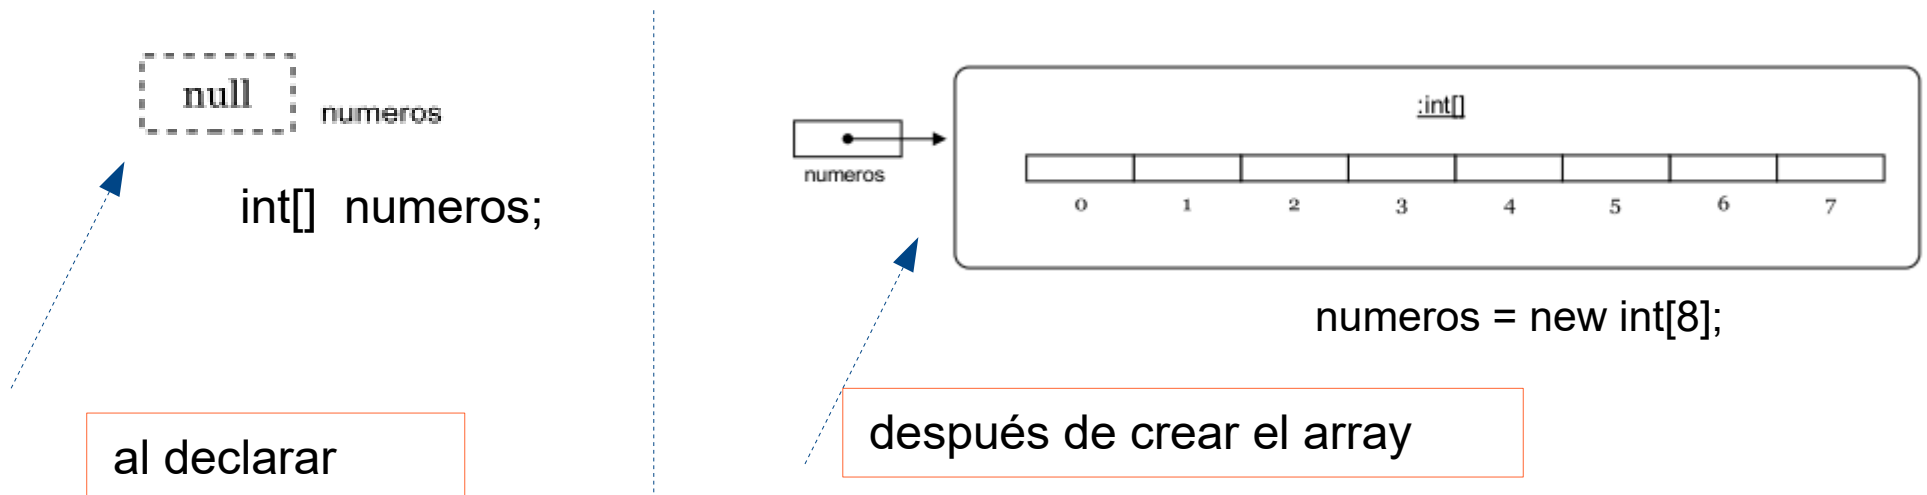 null
numeros
int[] numeros;
al declarar
:int[]
numeros
0 1 2 3 4 5 6 7
numeros = new int[8];
después de crear el array